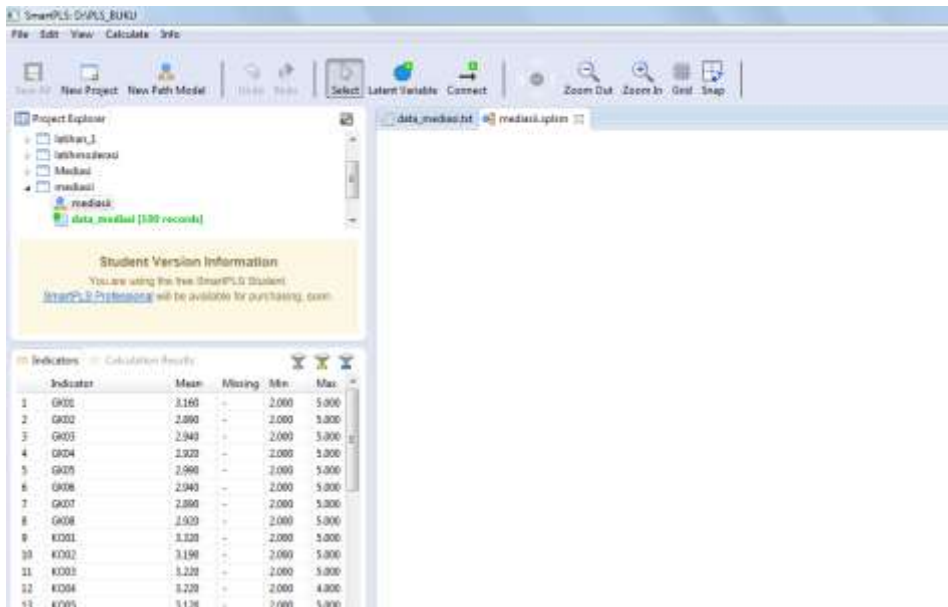 SmartPLS: D:\PLS_BUKU
File Edit View Calculate Info
Save All New Project New Path Model Undo Redo Select Latent Variable Connect Zoom Out Zoom In Grid Snap
Project Explorer
data_mediasi.txt mediasii.splsm
latihan_1
latihmoderasi
Mediasi
mediasii
mediasii
data_mediasi [100 records]
Student Version Information
You are using the free SmartPLS Student.
SmartPLS Professional will be available for purchasing, soon.
Indicators Calculation Results
Indicator Mean Missing Min Max
1 GK01 3.160 - 2.000 5.000
2 GK02 2.890 - 2.000 5.000
3 GK03 2.940 - 2.000 5.000
4 GK04 2.920 - 2.000 5.000
5 GK05 2.990 - 2.000 5.000
6 GK06 2.940 - 2.000 5.000
7 GK07 2.890 - 2.000 5.000
8 GK08 2.920 - 2.000 5.000
9 KO01 3.320 - 2.000 5.000
10 KO02 3.190 - 2.000 5.000
11 KO03 3.220 - 2.000 5.000
12 KO04 3.220 - 2.000 4.000
13 KO05 3.120 - 2.000 5.000